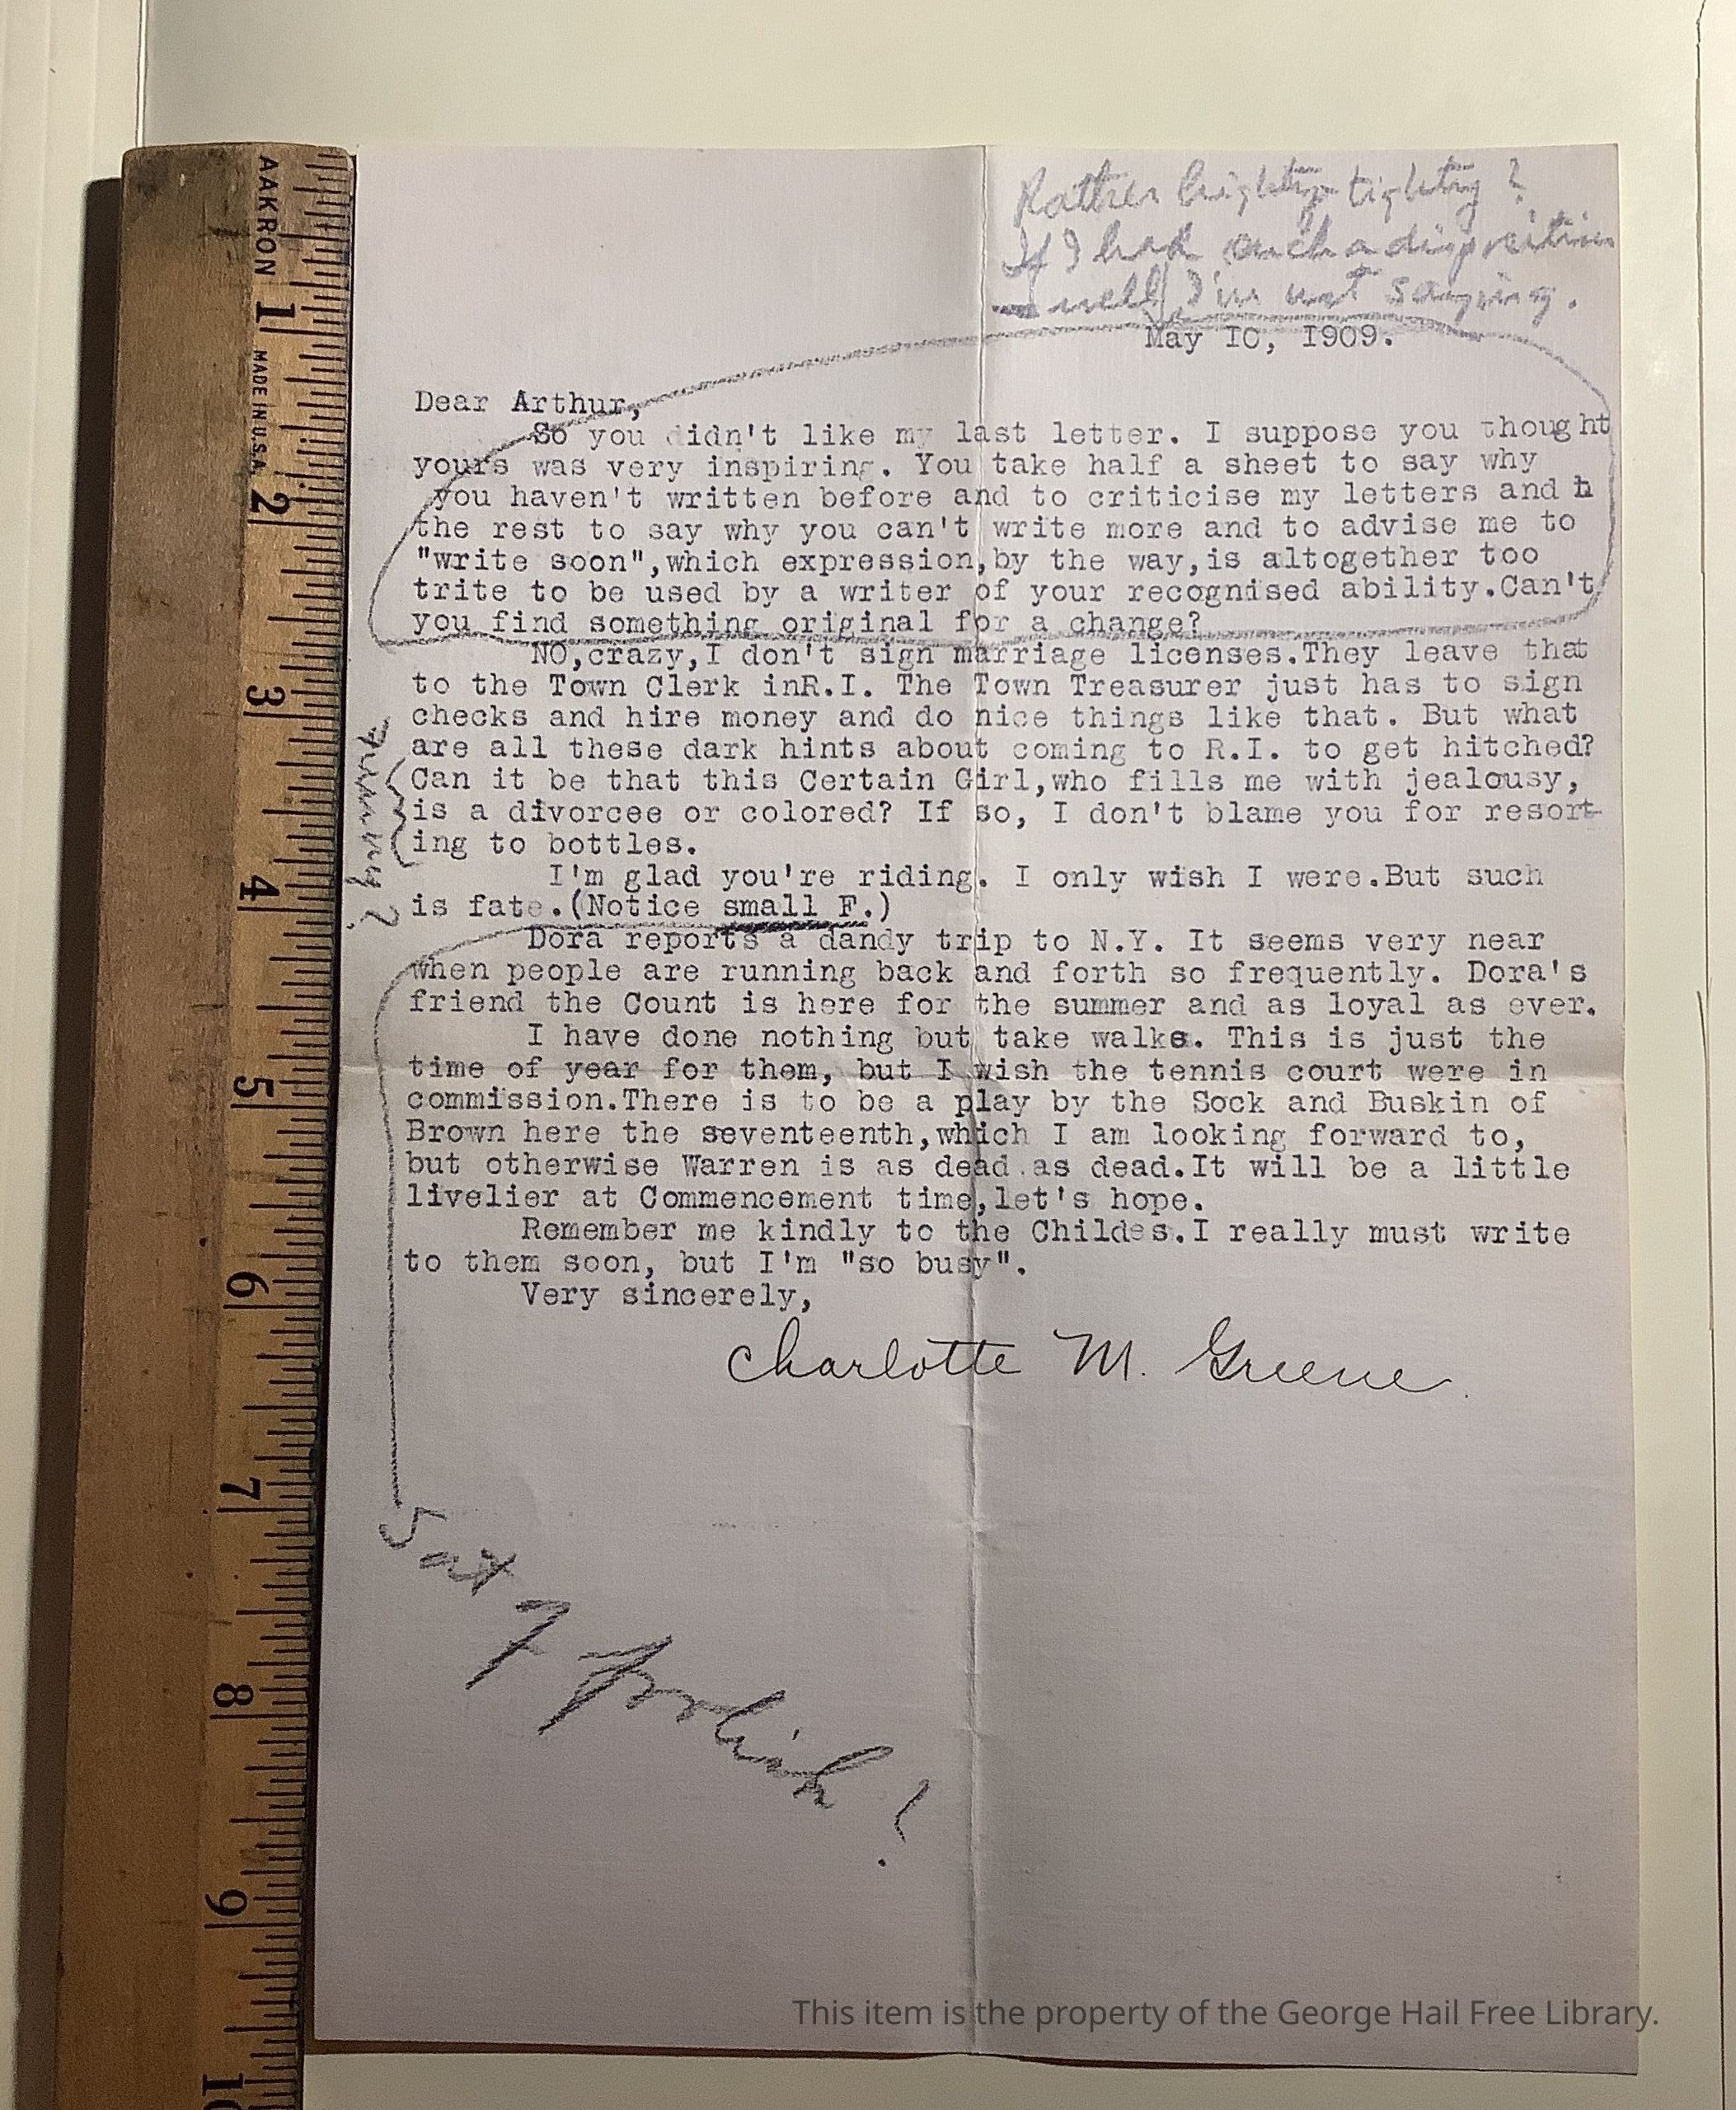 Rather highty-tighty?
If I had such a disposition
— well, I'm not saying.
May 10, 1909.
Dear Arthur,
So you didn't like my last letter. I suppose you thought
yours was very inspiring. You take half a sheet to say why
you haven't written before and to criticise my letters and h
the rest to say why you can't write more and to advise me to
"write soon",which expression,by the way,is altogether too
trite to be used by a writer of your recognised ability.Can't
you find something original for a change?
NO,crazy,I don't sign marriage licenses.They leave that
to the Town Clerk inR.I. The Town Treasurer just has to sign
checks and hire money and do nice things like that. But what
are all these dark hints about coming to R.I. to get hitched?
Can it be that this Certain Girl,who fills me with jealousy,
is a divorcee or colored? If so, I don't blame you for resort-
ing to bottles.
funny?
I'm glad you're riding. I only wish I were.But such
is fate.(Notice small F.)
Dora reports a dandy trip to N.Y. It seems very near
when people are running back and forth so frequently. Dora's
friend the Count is here for the summer and as loyal as ever.
I have done nothing but take walks. This is just the
time of year for them, but I wish the tennis court were in
commission.There is to be a play by the Sock and Buskin of
Brown here the seventeenth,which I am looking forward to,
but otherwise Warren is as dead as dead.It will be a little
livelier at Commencement time,let's hope.
Remember me kindly to the Childes.I really must write
to them soon, but I'm "so busy".
Very sincerely,
Charlotte M. Greene.
foolish?
This item is the property of the George Hail Free Library.
AAKRON
MADE IN U.S.A.
1
2
3
4
5
6
7
8
9
10